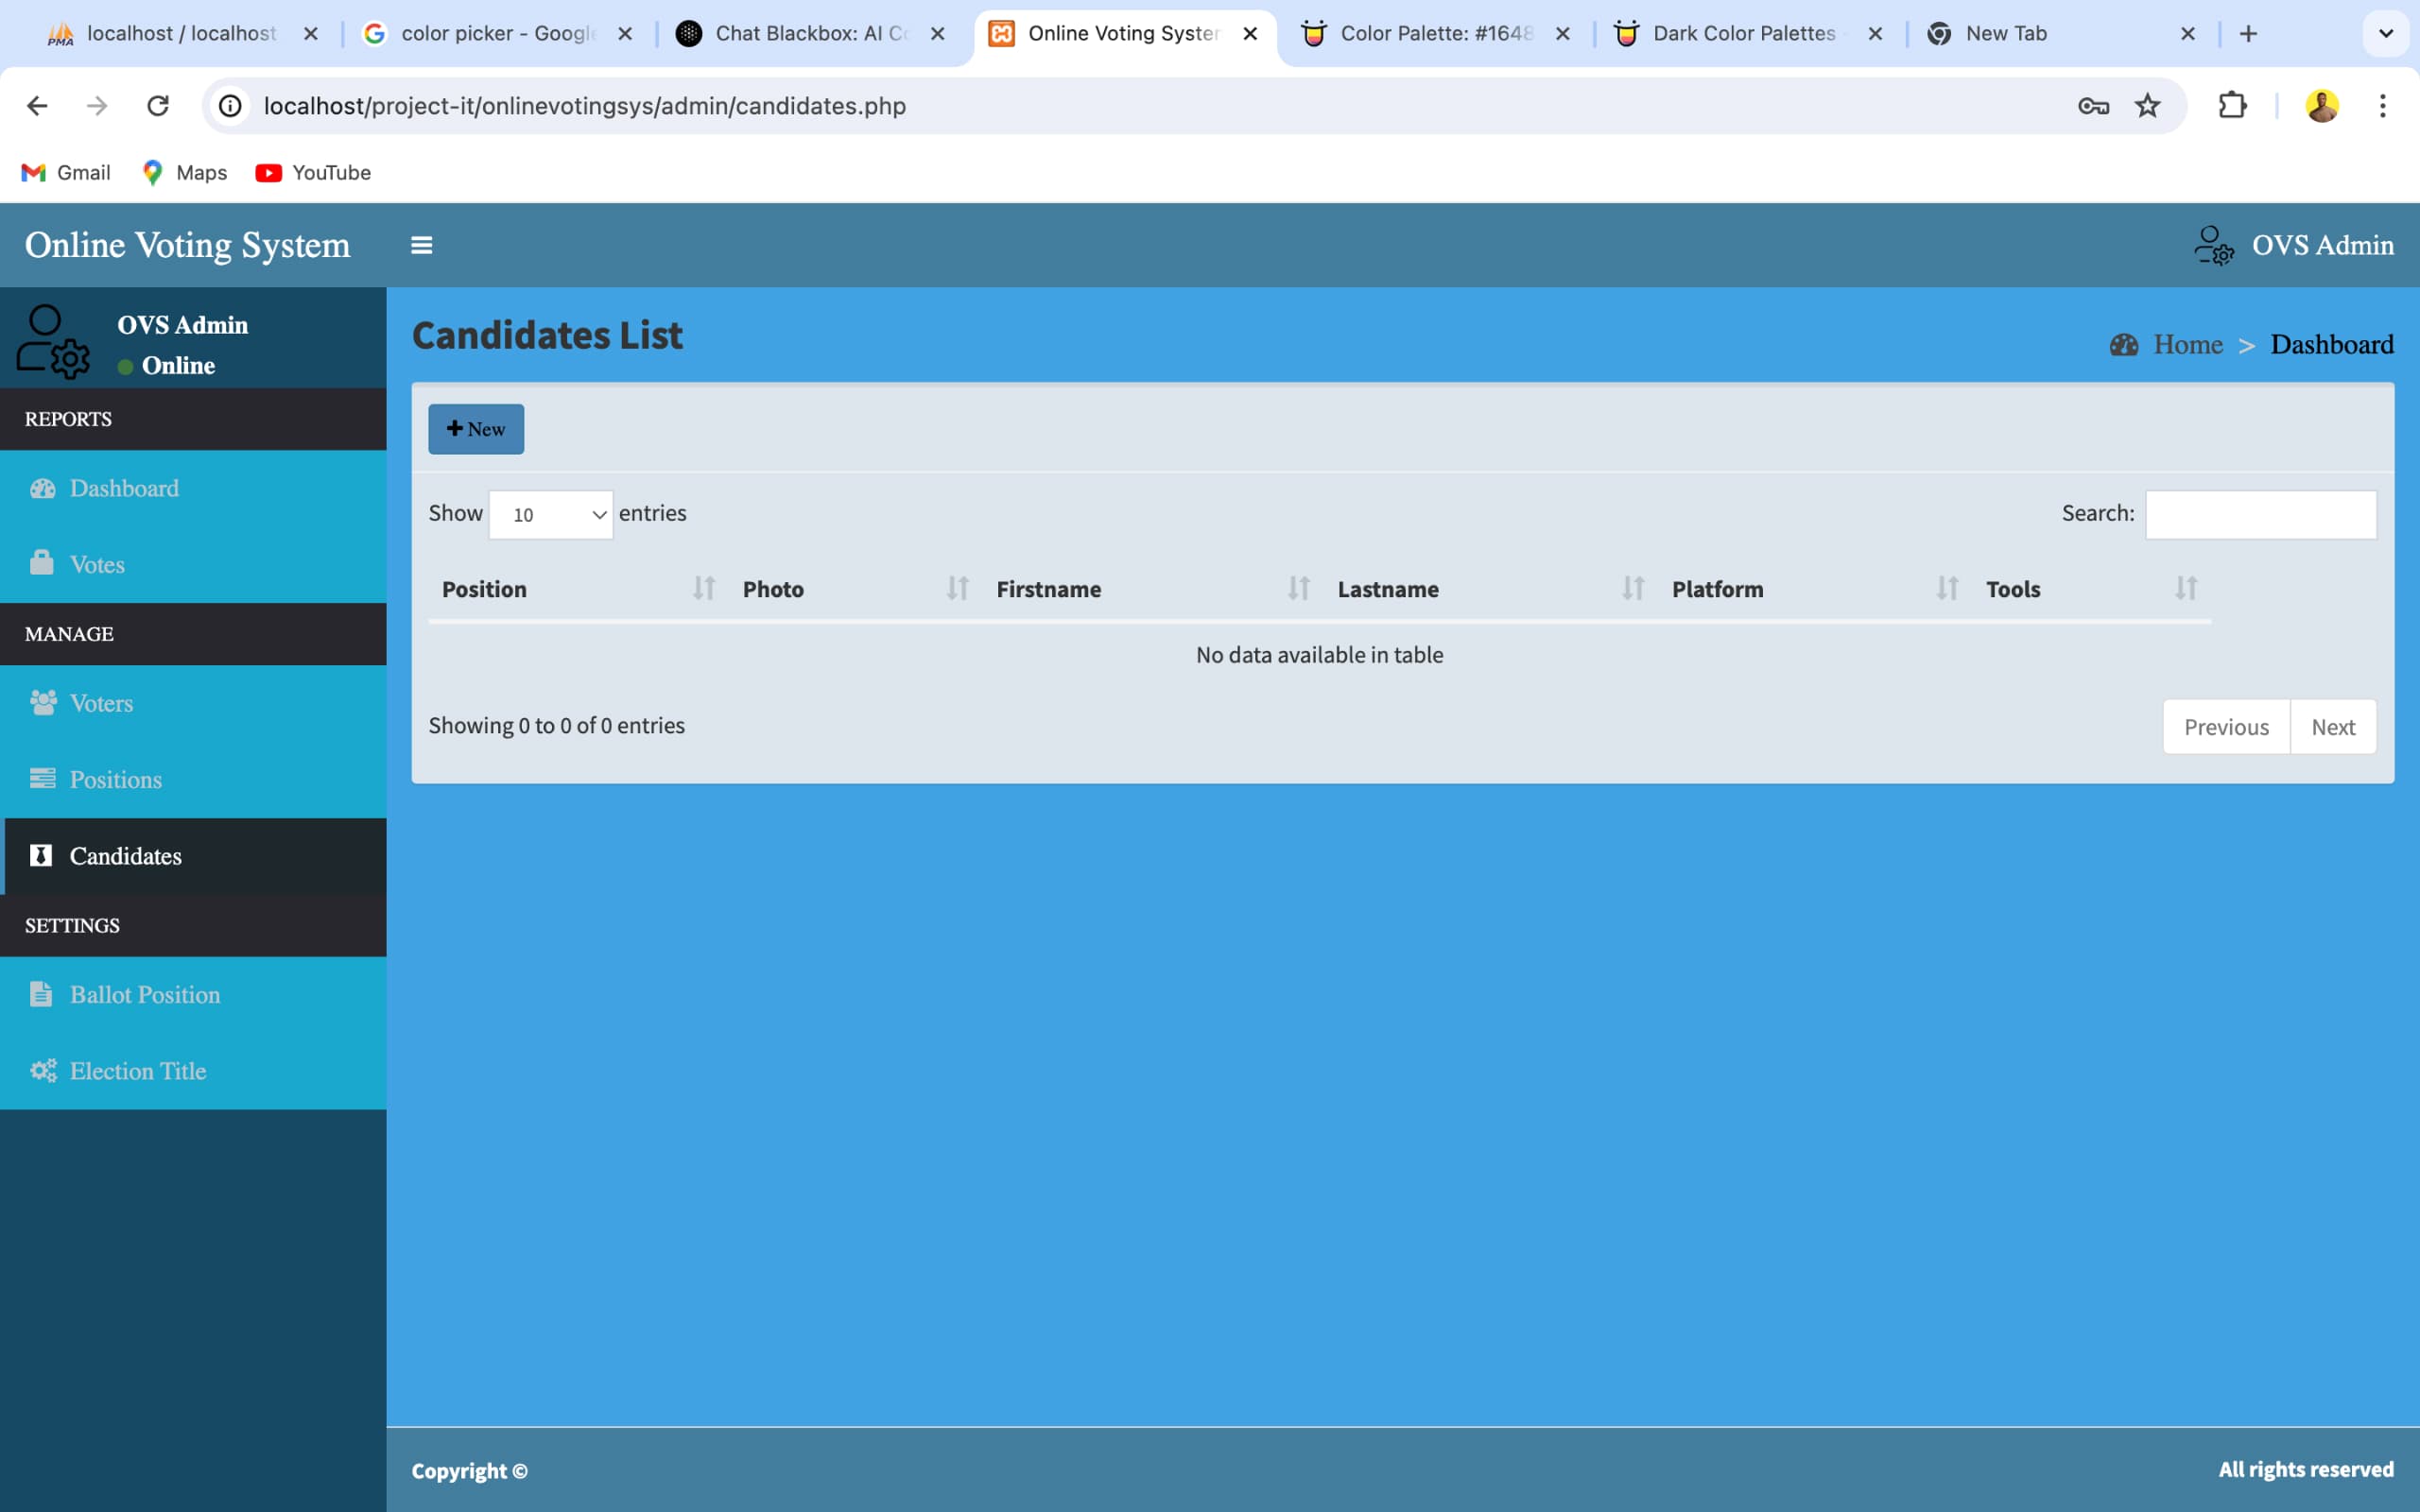 localhost / localhost
color picker - Google
Chat Blackbox: AI Co
Online Voting System
Color Palette: #1648
Dark Color Palettes
New Tab
localhost/project-it/onlinevotingsys/admin/candidates.php
Gmail
Maps
YouTube
Online Voting System
OVS Admin
OVS Admin
Online
Candidates List
Home > Dashboard
REPORTS
New
Dashboard
Show 10 entries
Search:
Votes
Position Photo Firstname Lastname Platform Tools
MANAGE
No data available in table
Voters
Showing 0 to 0 of 0 entries
Previous Next
Positions
Candidates
SETTINGS
Ballot Position
Election Title
Copyright ©
All rights reserved